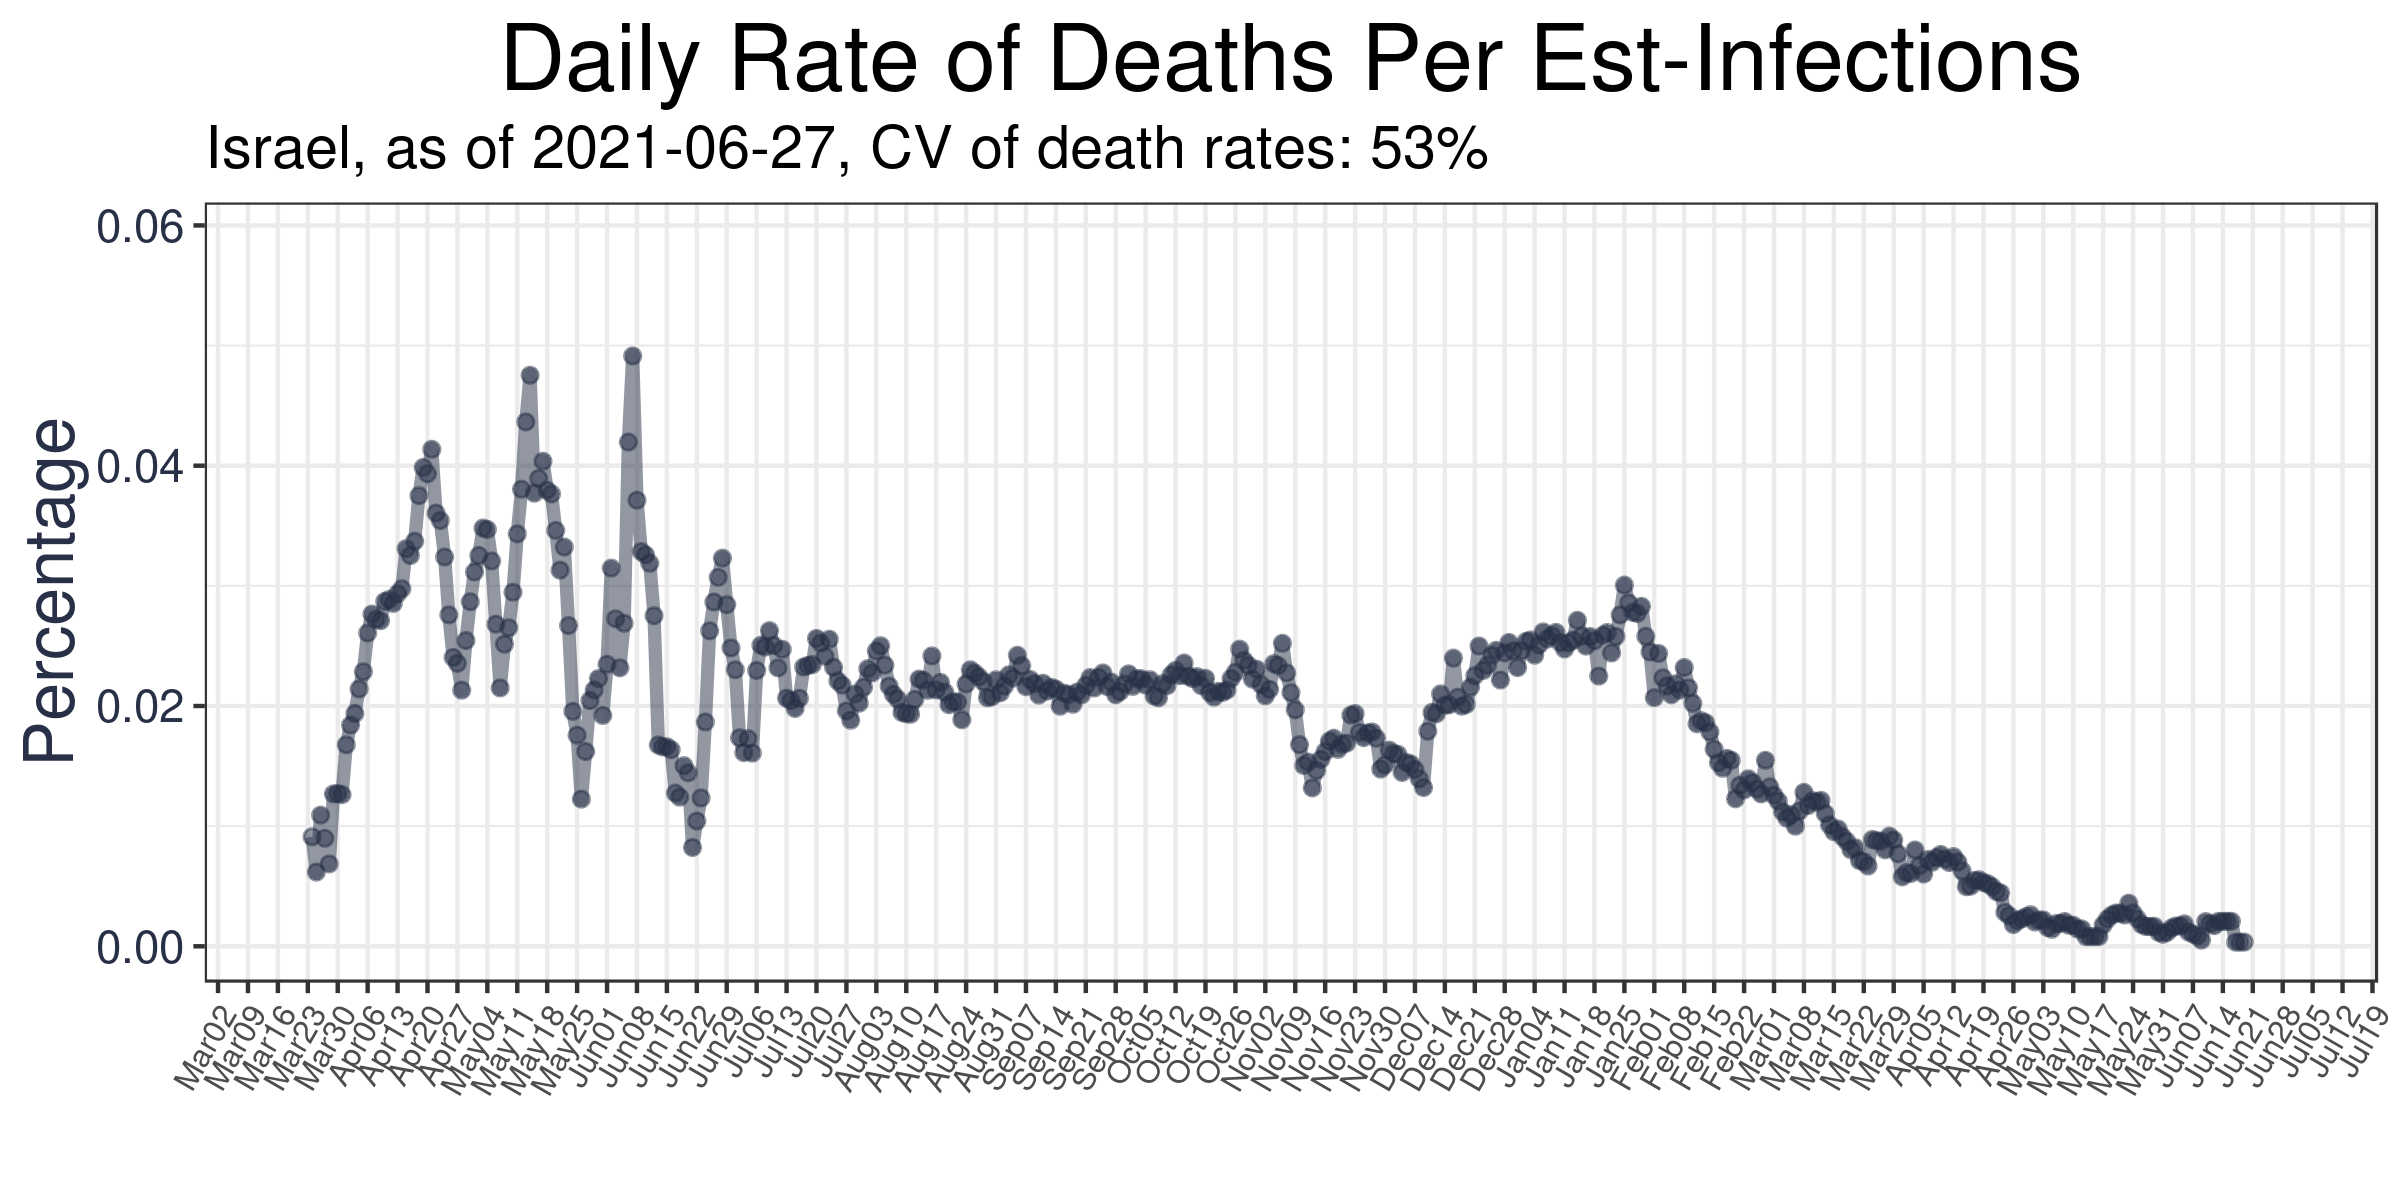 Daily Rate of Deaths Per Est-Infections
Israel, as of 2021-06-27, CV of death rates: 53%
Percentage
0.06
0.04
0.02
0.00
Mar02
Mar09
Mar16
Mar23
Mar30
Apr06
Apr13
Apr20
Apr27
May04
May11
May18
May25
Jun01
Jun08
Jun15
Jun22
Jun29
Jul06
Jul13
Jul20
Jul27
Aug03
Aug10
Aug17
Aug24
Aug31
Sep07
Sep14
Sep21
Sep28
Oct05
Oct12
Oct19
Oct26
Nov02
Nov09
Nov16
Nov23
Nov30
Dec07
Dec14
Dec21
Dec28
Jan04
Jan11
Jan18
Jan25
Feb01
Feb08
Feb15
Feb22
Mar01
Mar08
Mar15
Mar22
Mar29
Apr05
Apr12
Apr19
Apr26
May03
May10
May17
May24
May31
Jun07
Jun14
Jun21
Jun28
Jul05
Jul12
Jul19